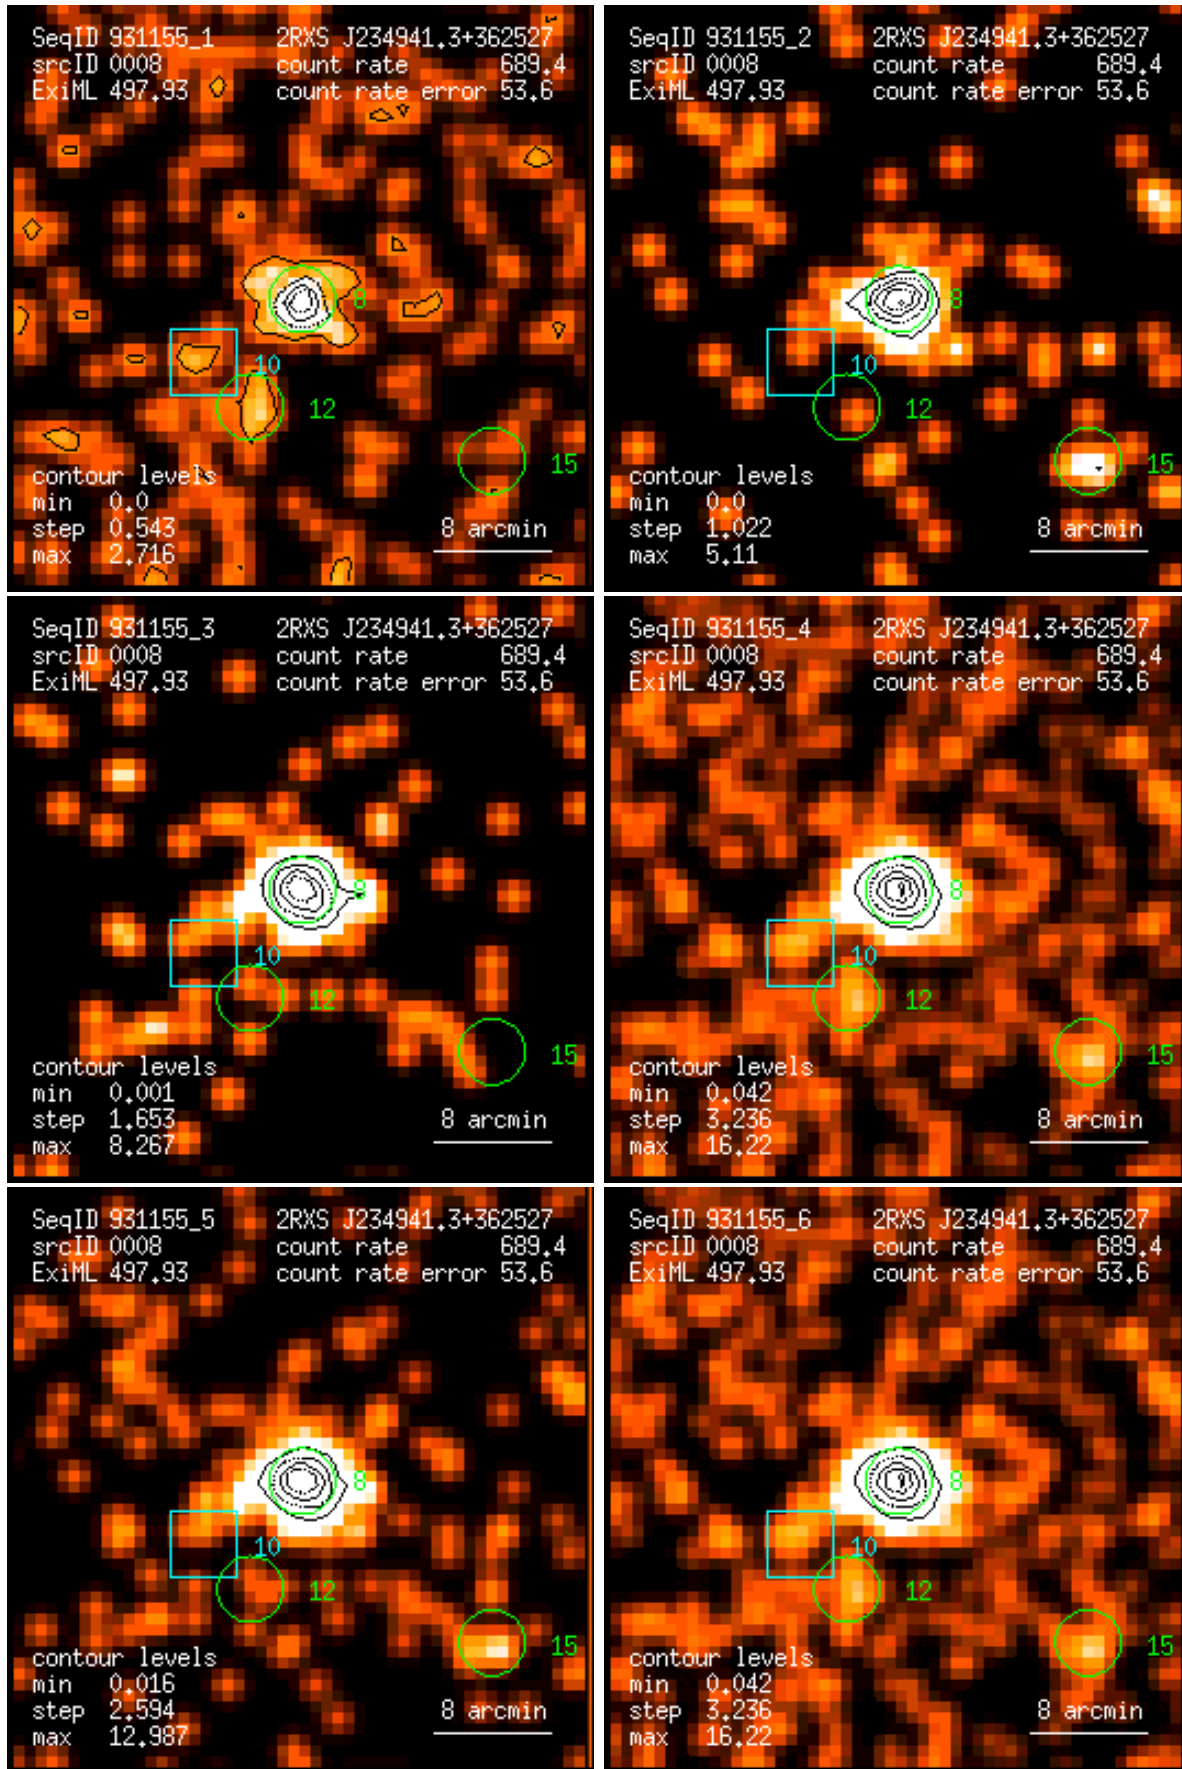 SeqID 931155_1 2RXS J234941.3+362527
srcID 0008 count rate 689.4
ExiML 497.93 count rate error 53.6
8
10
12
15
contour levels
min 0.0
step 0.543 8 arcmin
max 2.716
SeqID 931155_2 2RXS J234941.3+362527
srcID 0008 count rate 689.4
ExiML 497.93 count rate error 53.6
8
10
12
15
contour levels
min 0.0
step 1.022 8 arcmin
max 5.11
SeqID 931155_3 2RXS J234941.3+362527
srcID 0008 count rate 689.4
ExiML 497.93 count rate error 53.6
8
10
12
15
contour levels
min 0.001
step 1.653 8 arcmin
max 8.267
SeqID 931155_4 2RXS J234941.3+362527
srcID 0008 count rate 689.4
ExiML 497.93 count rate error 53.6
8
10
12
15
contour levels
min 0.042
step 3.236 8 arcmin
max 16.22
SeqID 931155_5 2RXS J234941.3+362527
srcID 0008 count rate 689.4
ExiML 497.93 count rate error 53.6
8
10
12
15
contour levels
min 0.016
step 2.594 8 arcmin
max 12.987
SeqID 931155_6 2RXS J234941.3+362527
srcID 0008 count rate 689.4
ExiML 497.93 count rate error 53.6
8
10
12
15
contour levels
min 0.042
step 3.236 8 arcmin
max 16.22